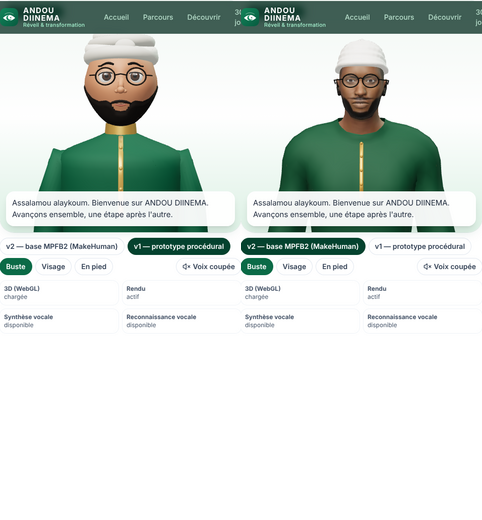 ANDOU
DIINEMA
Réveil & transformation
Accueil Parcours Découvrir 30
jo
Assalamou alaykoum. Bienvenue sur ANDOU DIINEMA.
Avançons ensemble, une étape après l'autre.
v2 — base MPFB2 (MakeHuman) v1 — prototype procédural
Buste Visage En pied Voix coupée
3D (WebGL) Rendu
chargée actif
Synthèse vocale Reconnaissance vocale
disponible disponible
ANDOU
DIINEMA
Réveil & transformation
Accueil Parcours Découvrir 30
jo
Assalamou alaykoum. Bienvenue sur ANDOU DIINEMA.
Avançons ensemble, une étape après l'autre.
v2 — base MPFB2 (MakeHuman) v1 — prototype procédural
Buste Visage En pied Voix coupée
3D (WebGL) Rendu
chargée actif
Synthèse vocale Reconnaissance vocale
disponible disponible